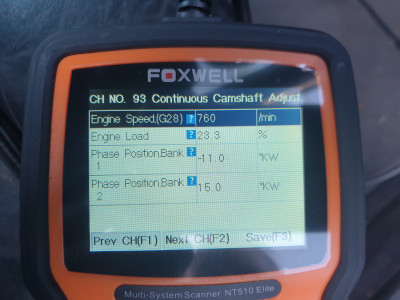 FOXWELL
CH NO. 93 Continuous Camshaft Adjust
Engine Speed,(G28) ? 760 /min
Engine Load ? 23.3 %
Phase Position,Bank 1 ? -11.0 °KW
Phase Position,Bank 2 ? 15.0 °KW
Prev CH(F1) Next CH(F2) Save(F3)
Multi-System Scanner NT510 Elite